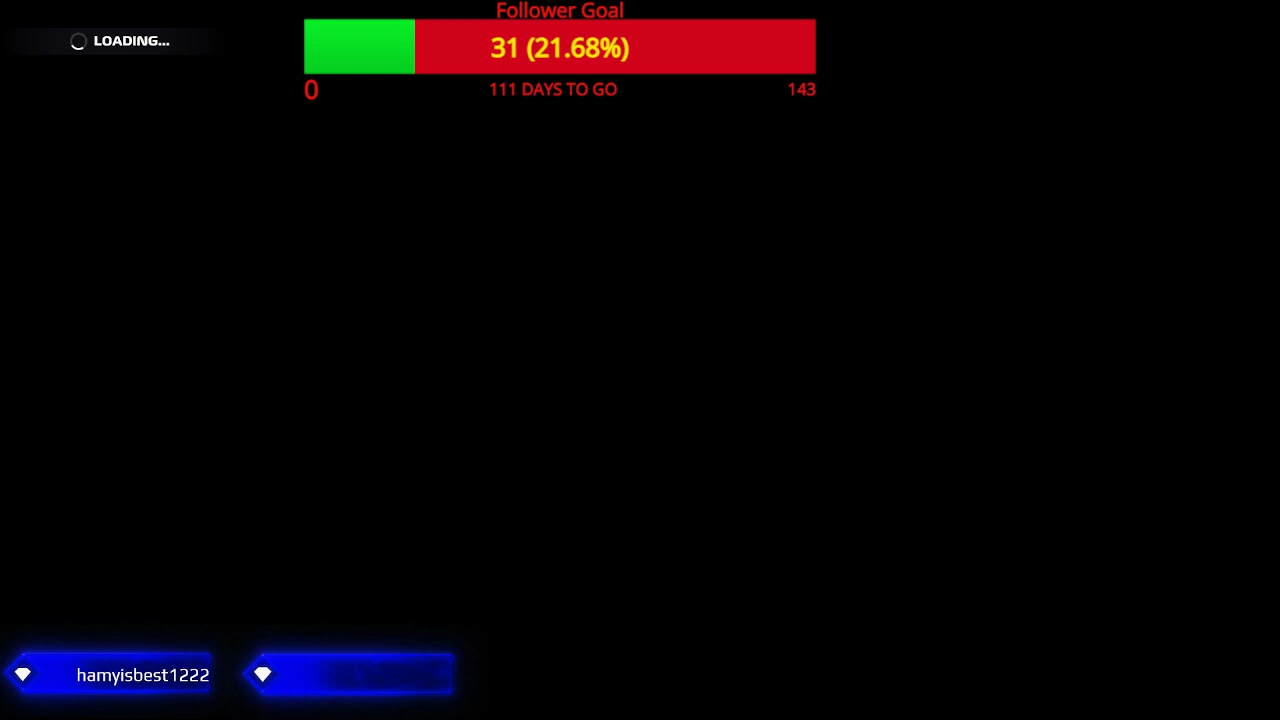 Follower Goal
LOADING...
31 (21.68%)
0
111 DAYS TO GO
143
hamyisbest1222